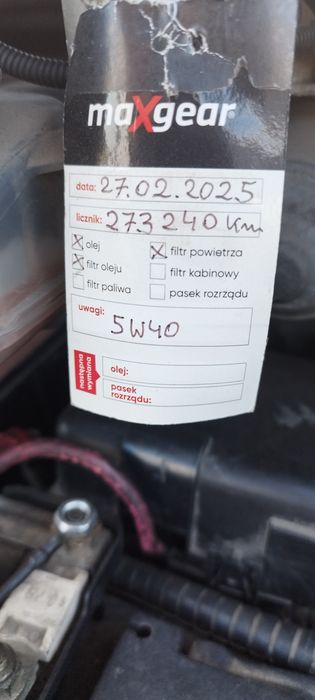 maXgear
data: 27.02.2025
licznik: 273 240 km
olej
filtr powietrza
filtr oleju
filtr kabinowy
filtr paliwa
pasek rozrządu
uwagi: 5W40
następna wymiana
olej:
pasek rozrządu: